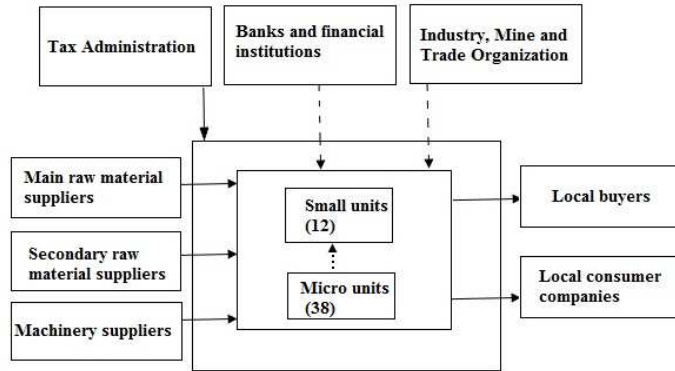 Tax Administration
Banks and financial
institutions
Industry, Mine and
Trade Organization
Main raw material
suppliers
Secondary raw
material suppliers
Machinery suppliers
Small units
(12)
Micro units
(38)
Local buyers
Local consumer
companies